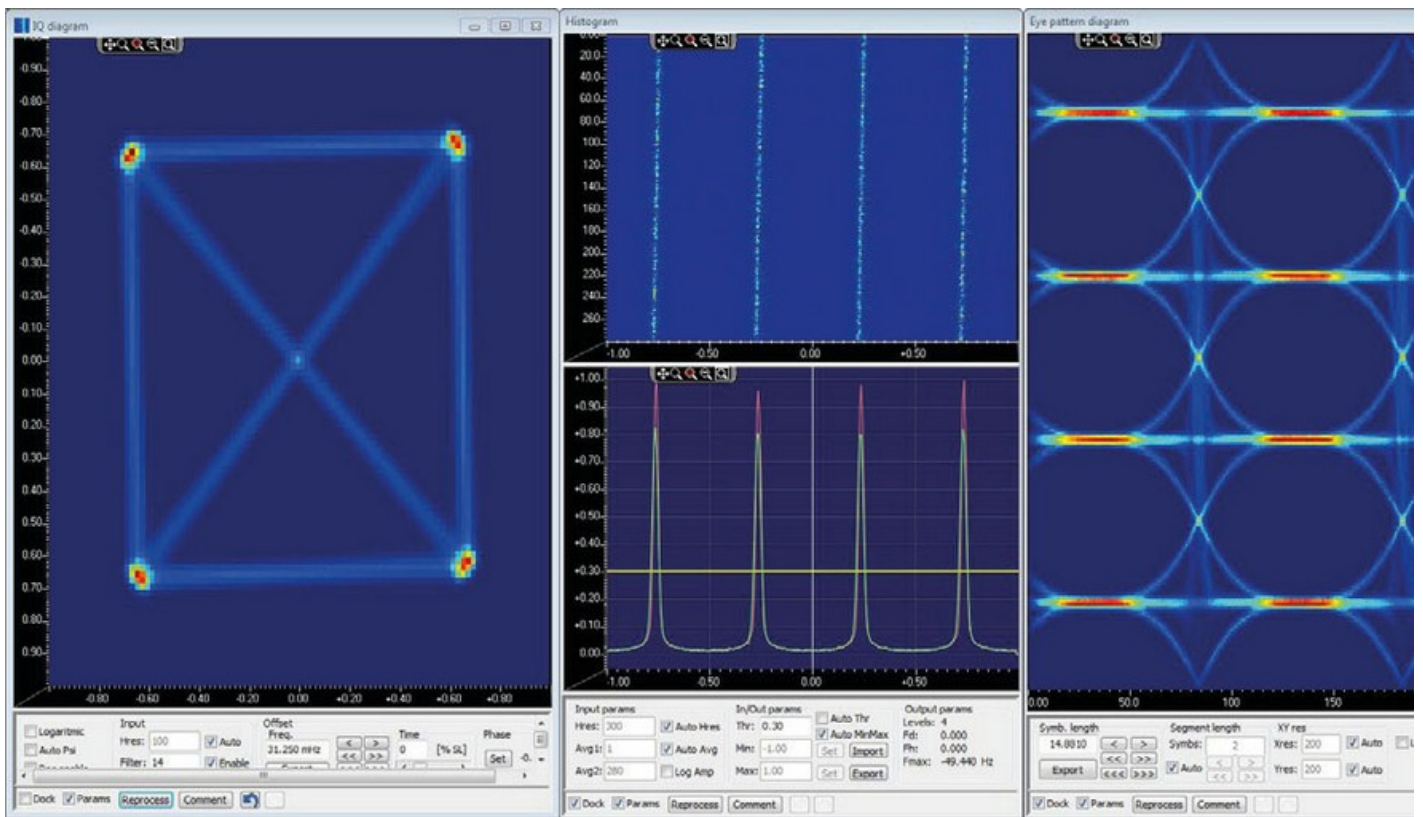 IQ diagram
-0.90
-0.80
-0.70
-0.60
-0.50
-0.40
-0.30
-0.20
-0.10
0.00
0.10
0.20
0.30
0.40
0.50
0.60
0.70
0.80
0.90
-0.80 -0.60 -0.40 -0.20 0.00 +0.20 +0.40 +0.60 +0.80
Logaritmic
Auto Psi
Input
Hres: 100 Auto
Filter: 14 Enable
Offset
Freq.
31.250 mHz
< >
<< >>
Time
0 [% SL]
Phase
Set -0.
Dock Params Reprocess Comment
Histogram
20.0
40.0
60.0
80.0
100
120
140
160
180
200
220
240
260
-1.00 -0.50 0.00 +0.50
+1.00
+0.90
+0.80
+0.70
+0.60
+0.50
+0.40
+0.30
+0.20
+0.10
0.00
-1.00 -0.50 0.00 +0.50
Input params
Hres: 300 Auto Hres
Avg1: 1 Auto Avg
Avg2: 280 Log Amp
In/Out params
Thr: 0.30 Auto Thr
Auto MinMax
Min: -1.00 Set Import
Max: 1.00 Set Export
Output params
Levels: 4
Fd: 0.000
Fh: 0.000
Fmax: -49.440 Hz
Dock Params Reprocess Comment
Eye pattern diagram
0.00 50.0 100 150
Symb. length
14.8810 < >
<< >>
Export <<< >>>
Segment length
Symbs: 2
Auto < >
<< >>
XY res
Xres: 200 Auto
Yres: 200 Auto
Dock Params Reprocess Comment